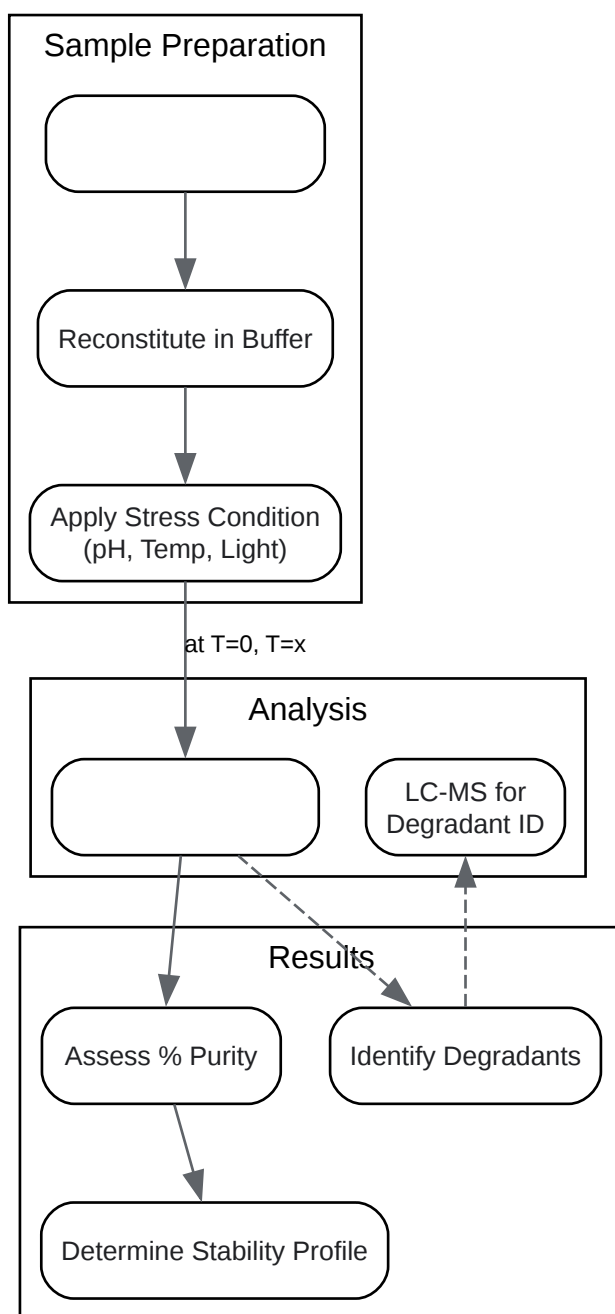 Sample Preparation
Reconstitute in Buffer
Apply Stress Condition
(pH, Temp, Light)
at T=0, T=x
Analysis
LC-MS for
Degradant ID
Results
Assess % Purity
Identify Degradants
Determine Stability Profile